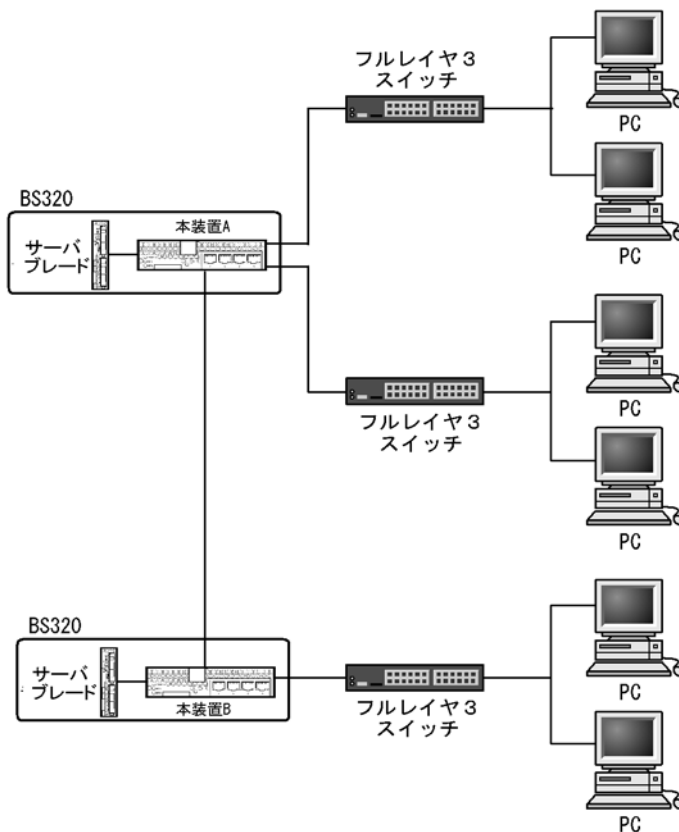 フルレイヤ3
スイッチ
PC
PC
BS320
本装置A
サーバ
ブレード
PC
フルレイヤ3
スイッチ
PC
BS320
サーバ
ブレード
本装置B
PC
フルレイヤ3
スイッチ
PC